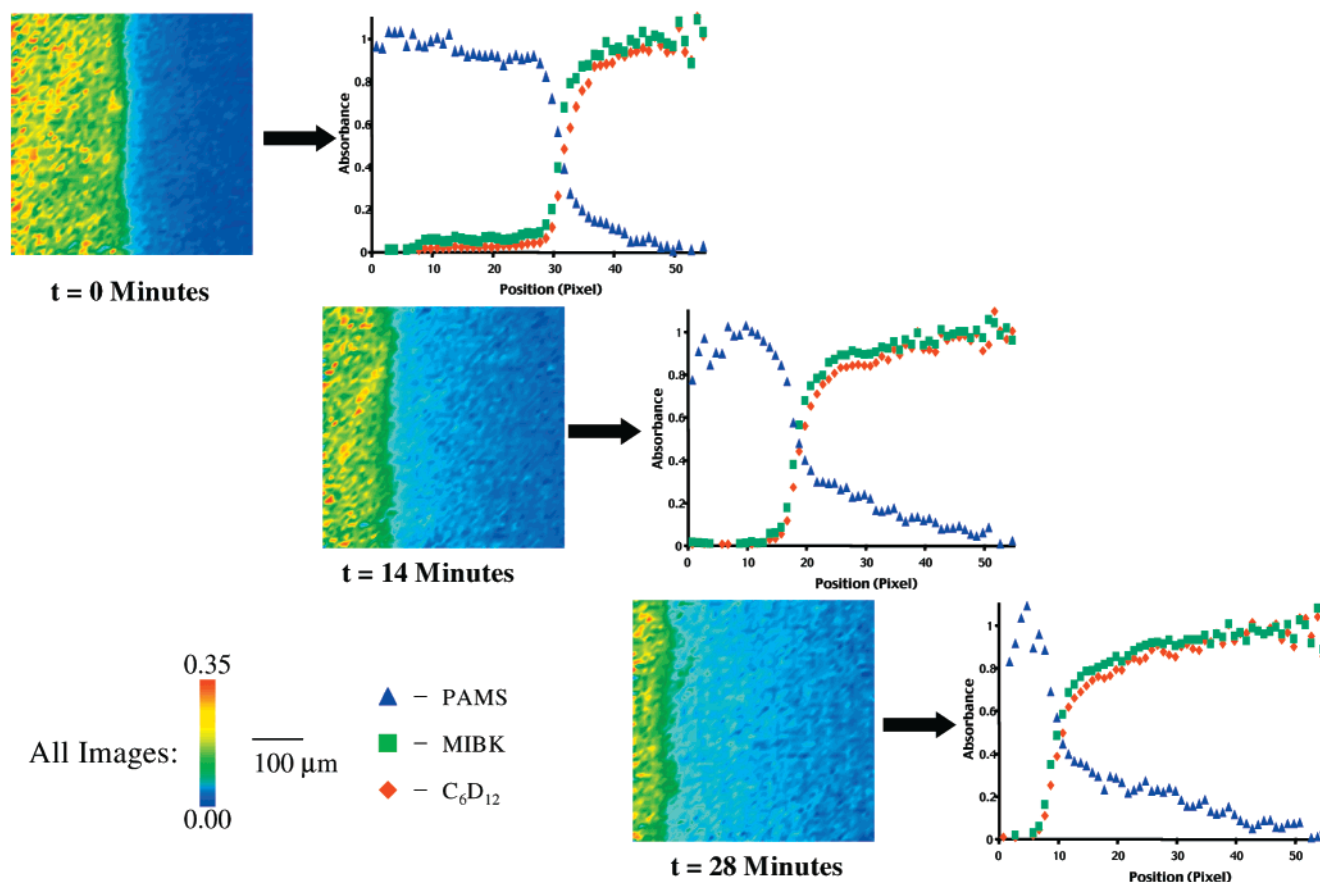 1
0.8
0.6
0.4
0.2
0
Absorbance
0 10 20 30 40 50
Position (Pixel)
t = 0 Minutes
1
0.8
0.6
0.4
0.2
0
Absorbance
0 10 20 30 40 50
Position (Pixel)
t = 14 Minutes
1
0.8
0.6
0.4
0.2
0
Absorbance
0 10 20 30 40 50
Position (Pixel)
t = 28 Minutes
All Images:
0.35
0.00
100 µm
– PAMS
– MIBK
– C₆D₁₂